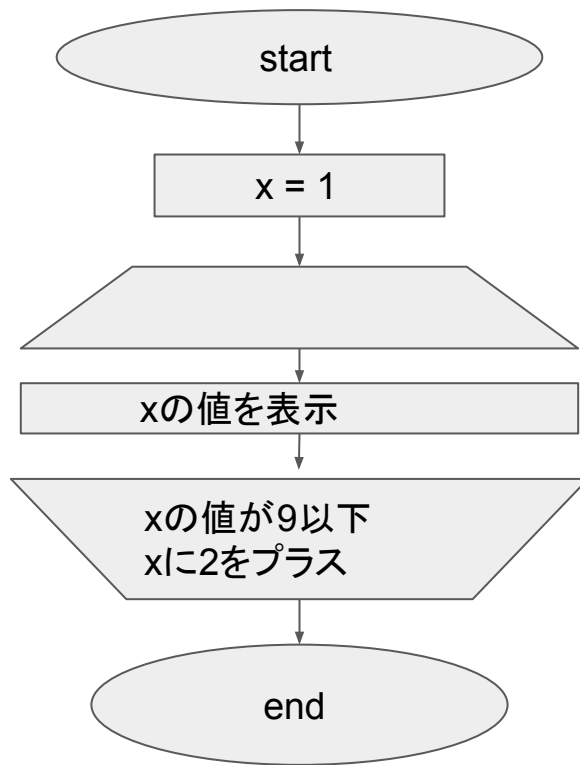 start
x = 1
xの値を表示
xの値が9以下
xに2をプラス
end